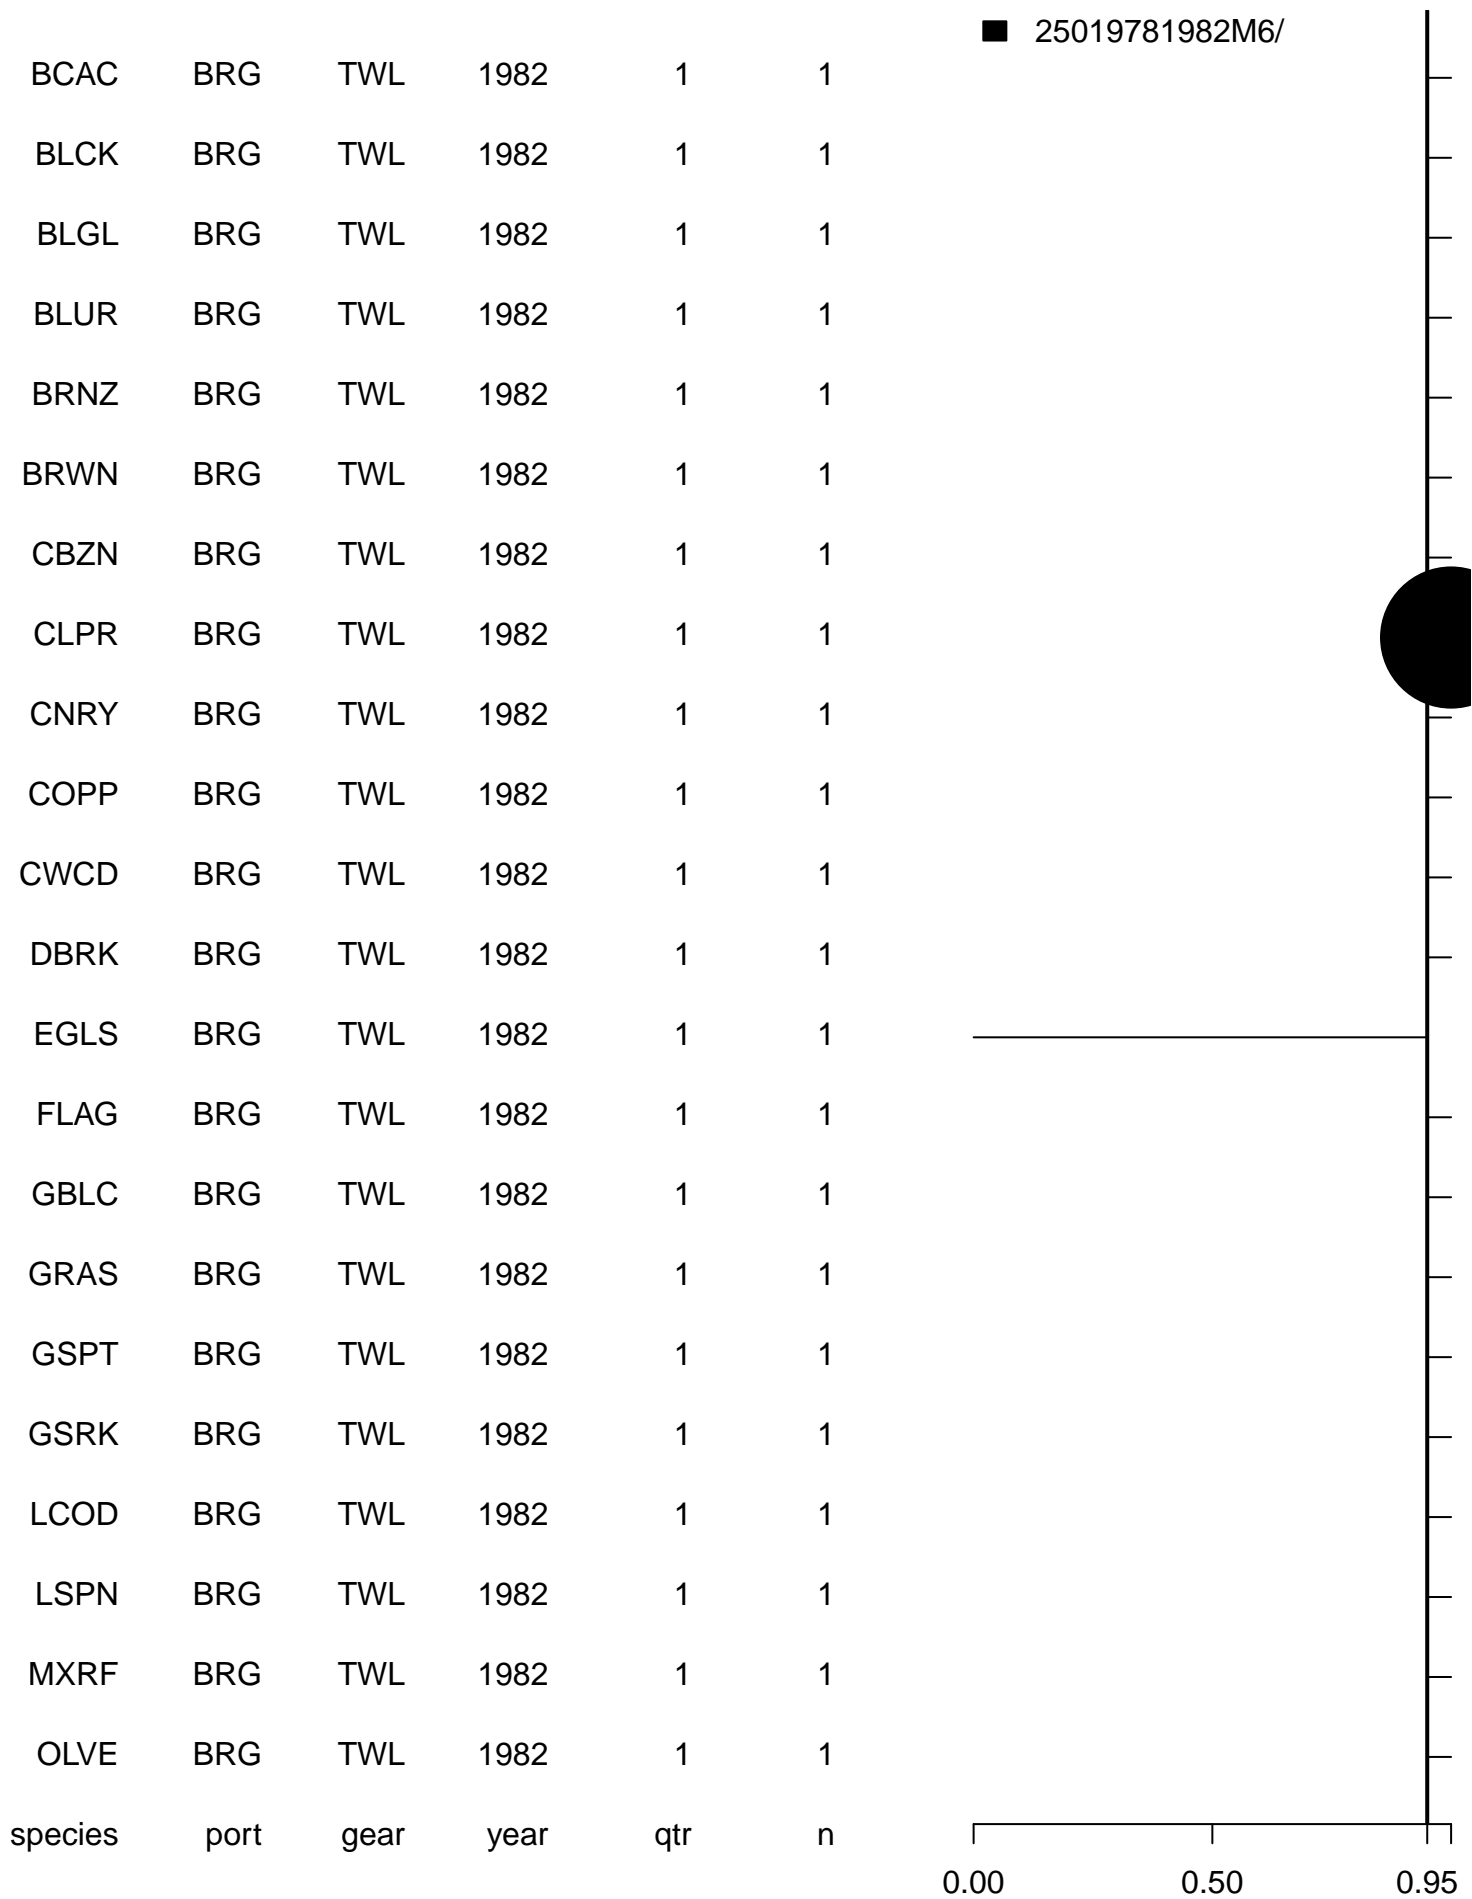 25019781982M6/
BCAC BRG TWL 1982 1 1
BLCK BRG TWL 1982 1 1
BLGL BRG TWL 1982 1 1
BLUR BRG TWL 1982 1 1
BRNZ BRG TWL 1982 1 1
BRWN BRG TWL 1982 1 1
CBZN BRG TWL 1982 1 1
CLPR BRG TWL 1982 1 1
CNRY BRG TWL 1982 1 1
COPP BRG TWL 1982 1 1
CWCD BRG TWL 1982 1 1
DBRK BRG TWL 1982 1 1
EGLS BRG TWL 1982 1 1
FLAG BRG TWL 1982 1 1
GBLC BRG TWL 1982 1 1
GRAS BRG TWL 1982 1 1
GSPT BRG TWL 1982 1 1
GSRK BRG TWL 1982 1 1
LCOD BRG TWL 1982 1 1
LSPN BRG TWL 1982 1 1
MXRF BRG TWL 1982 1 1
OLVE BRG TWL 1982 1 1
species port gear year qtr n
0.00 0.50 0.95